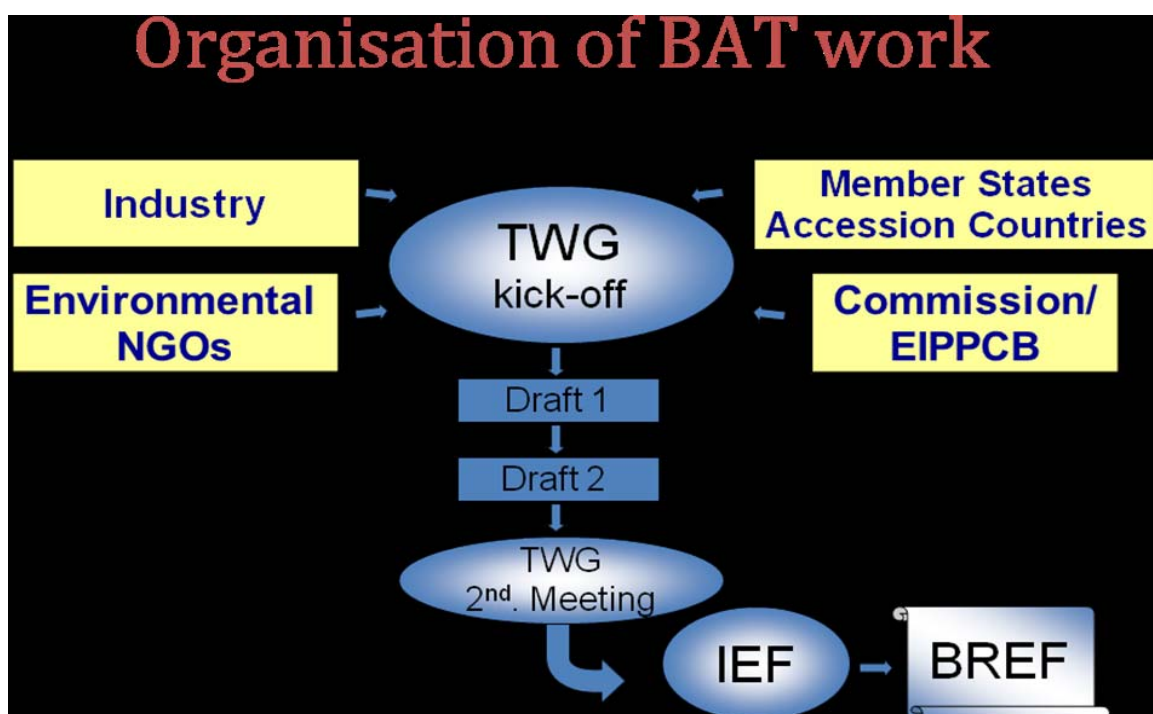 Organisation of BAT work
Industry
Member States
Accession Countries
TWG
kick-off
Environmental
NGOs
Commission/
EIPPCB
Draft 1
Draft 2
TWG
2nd. Meeting
IEF
BREF